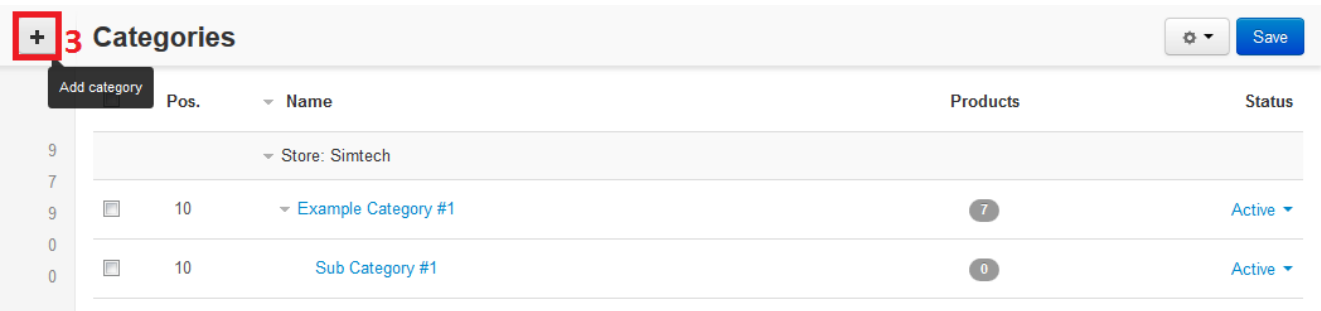 + 3 Categories Save
Add category
Pos. Name Products Status
9
Store: Simtech
7
9
10 Example Category #1 7 Active
0
0
10 Sub Category #1 0 Active